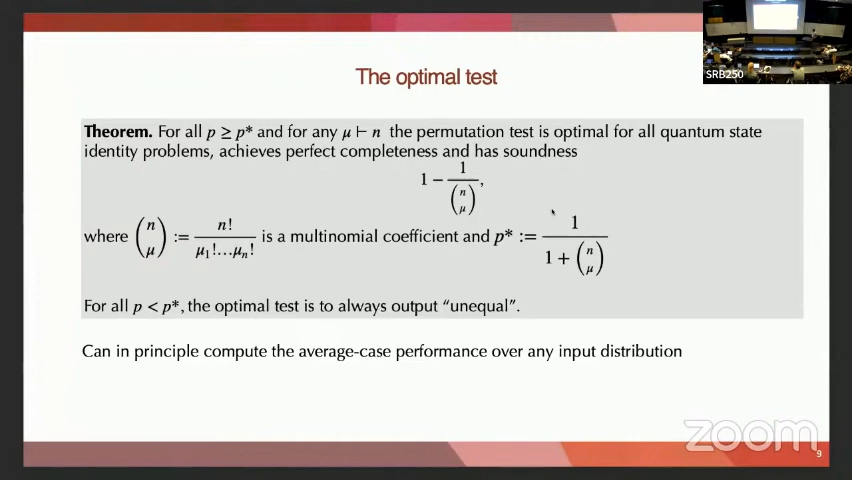 SRB250
The optimal test
Theorem. For all p ≥ p* and for any μ ⊢ n the permutation test is optimal for all quantum state
identity problems, achieves perfect completeness and has soundness
1 − 1/(n μ),
where (n μ) := n!/(μ₁!…μₙ!) is a multinomial coefficient and p* := 1/(1 + (n μ))
For all p < p*, the optimal test is to always output “unequal”.
Can in principle compute the average-case performance over any input distribution
zoom
9